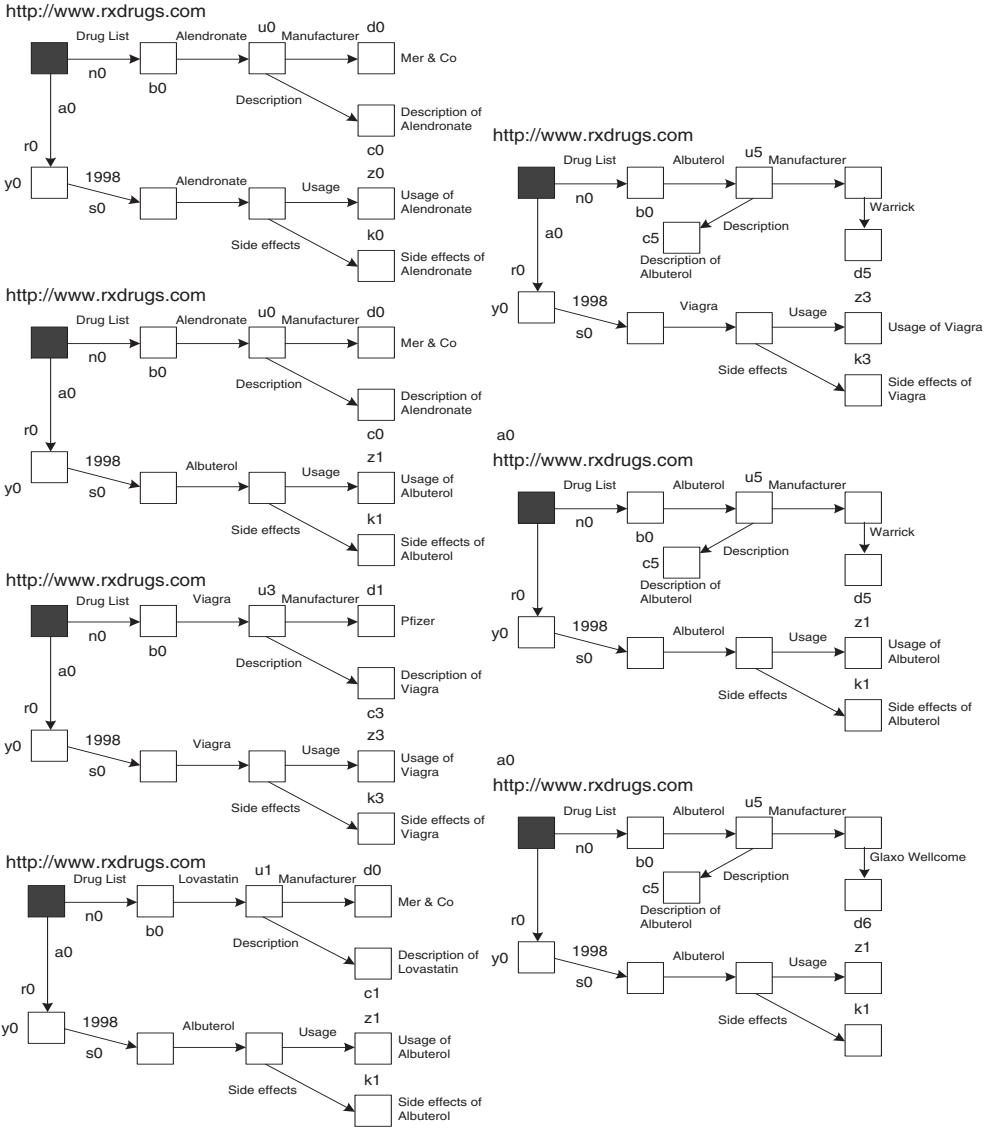 http://www.rxdrugs.com
Drug List Alendronate u0 Manufacturer d0
Mer & Co
n0
b0
a0
Description
Description of
Alendronate
c0
r0
y0
1998
s0
Alendronate
Usage
z0
Usage of
Alendronate
Side effects
k0
Side effects of
Alendronate
http://www.rxdrugs.com
Drug List Alendronate u0 Manufacturer d0
Mer & Co
n0
b0
a0
Description
Description of
Alendronate
c0
r0
y0
1998
s0
Albuterol
Usage
z1
Usage of
Albuterol
Side effects
k1
Side effects of
Albuterol
http://www.rxdrugs.com
Drug List Viagra u3 Manufacturer d1
Pfizer
n0
b0
a0
Description
Description of
Viagra
c3
r0
y0
1998
s0
Viagra
Usage
z3
Usage of
Viagra
Side effects
k3
Side effects of
Viagra
http://www.rxdrugs.com
Drug List Lovastatin u1 Manufacturer d0
Mer & Co
n0
b0
a0
Description
Description of
Lovastatin
c1
r0
y0
1998
s0
Albuterol
Usage
z1
Usage of
Albuterol
Side effects
k1
Side effects of
Albuterol
http://www.rxdrugs.com
Drug List Albuterol u5 Manufacturer
n0
b0
Warrick
a0
c5
Description
Description of
Albuterol
d5
r0
y0
1998
s0
Viagra
Usage
z3
Usage of Viagra
Side effects
k3
Side effects of
Viagra
a0
http://www.rxdrugs.com
Drug List Albuterol u5 Manufacturer
n0
b0
Warrick
c5
Description
Description of
Albuterol
d5
r0
y0
1998
s0
Albuterol
Usage
z1
Usage of
Albuterol
Side effects
k1
Side effects of
Albuterol
a0
http://www.rxdrugs.com
Drug List Albuterol u5 Manufacturer
n0
b0
Glaxo Wellcome
c5
Description
Description of
Albuterol
d6
r0
y0
1998
s0
Albuterol
Usage
z1
Side effects
k1